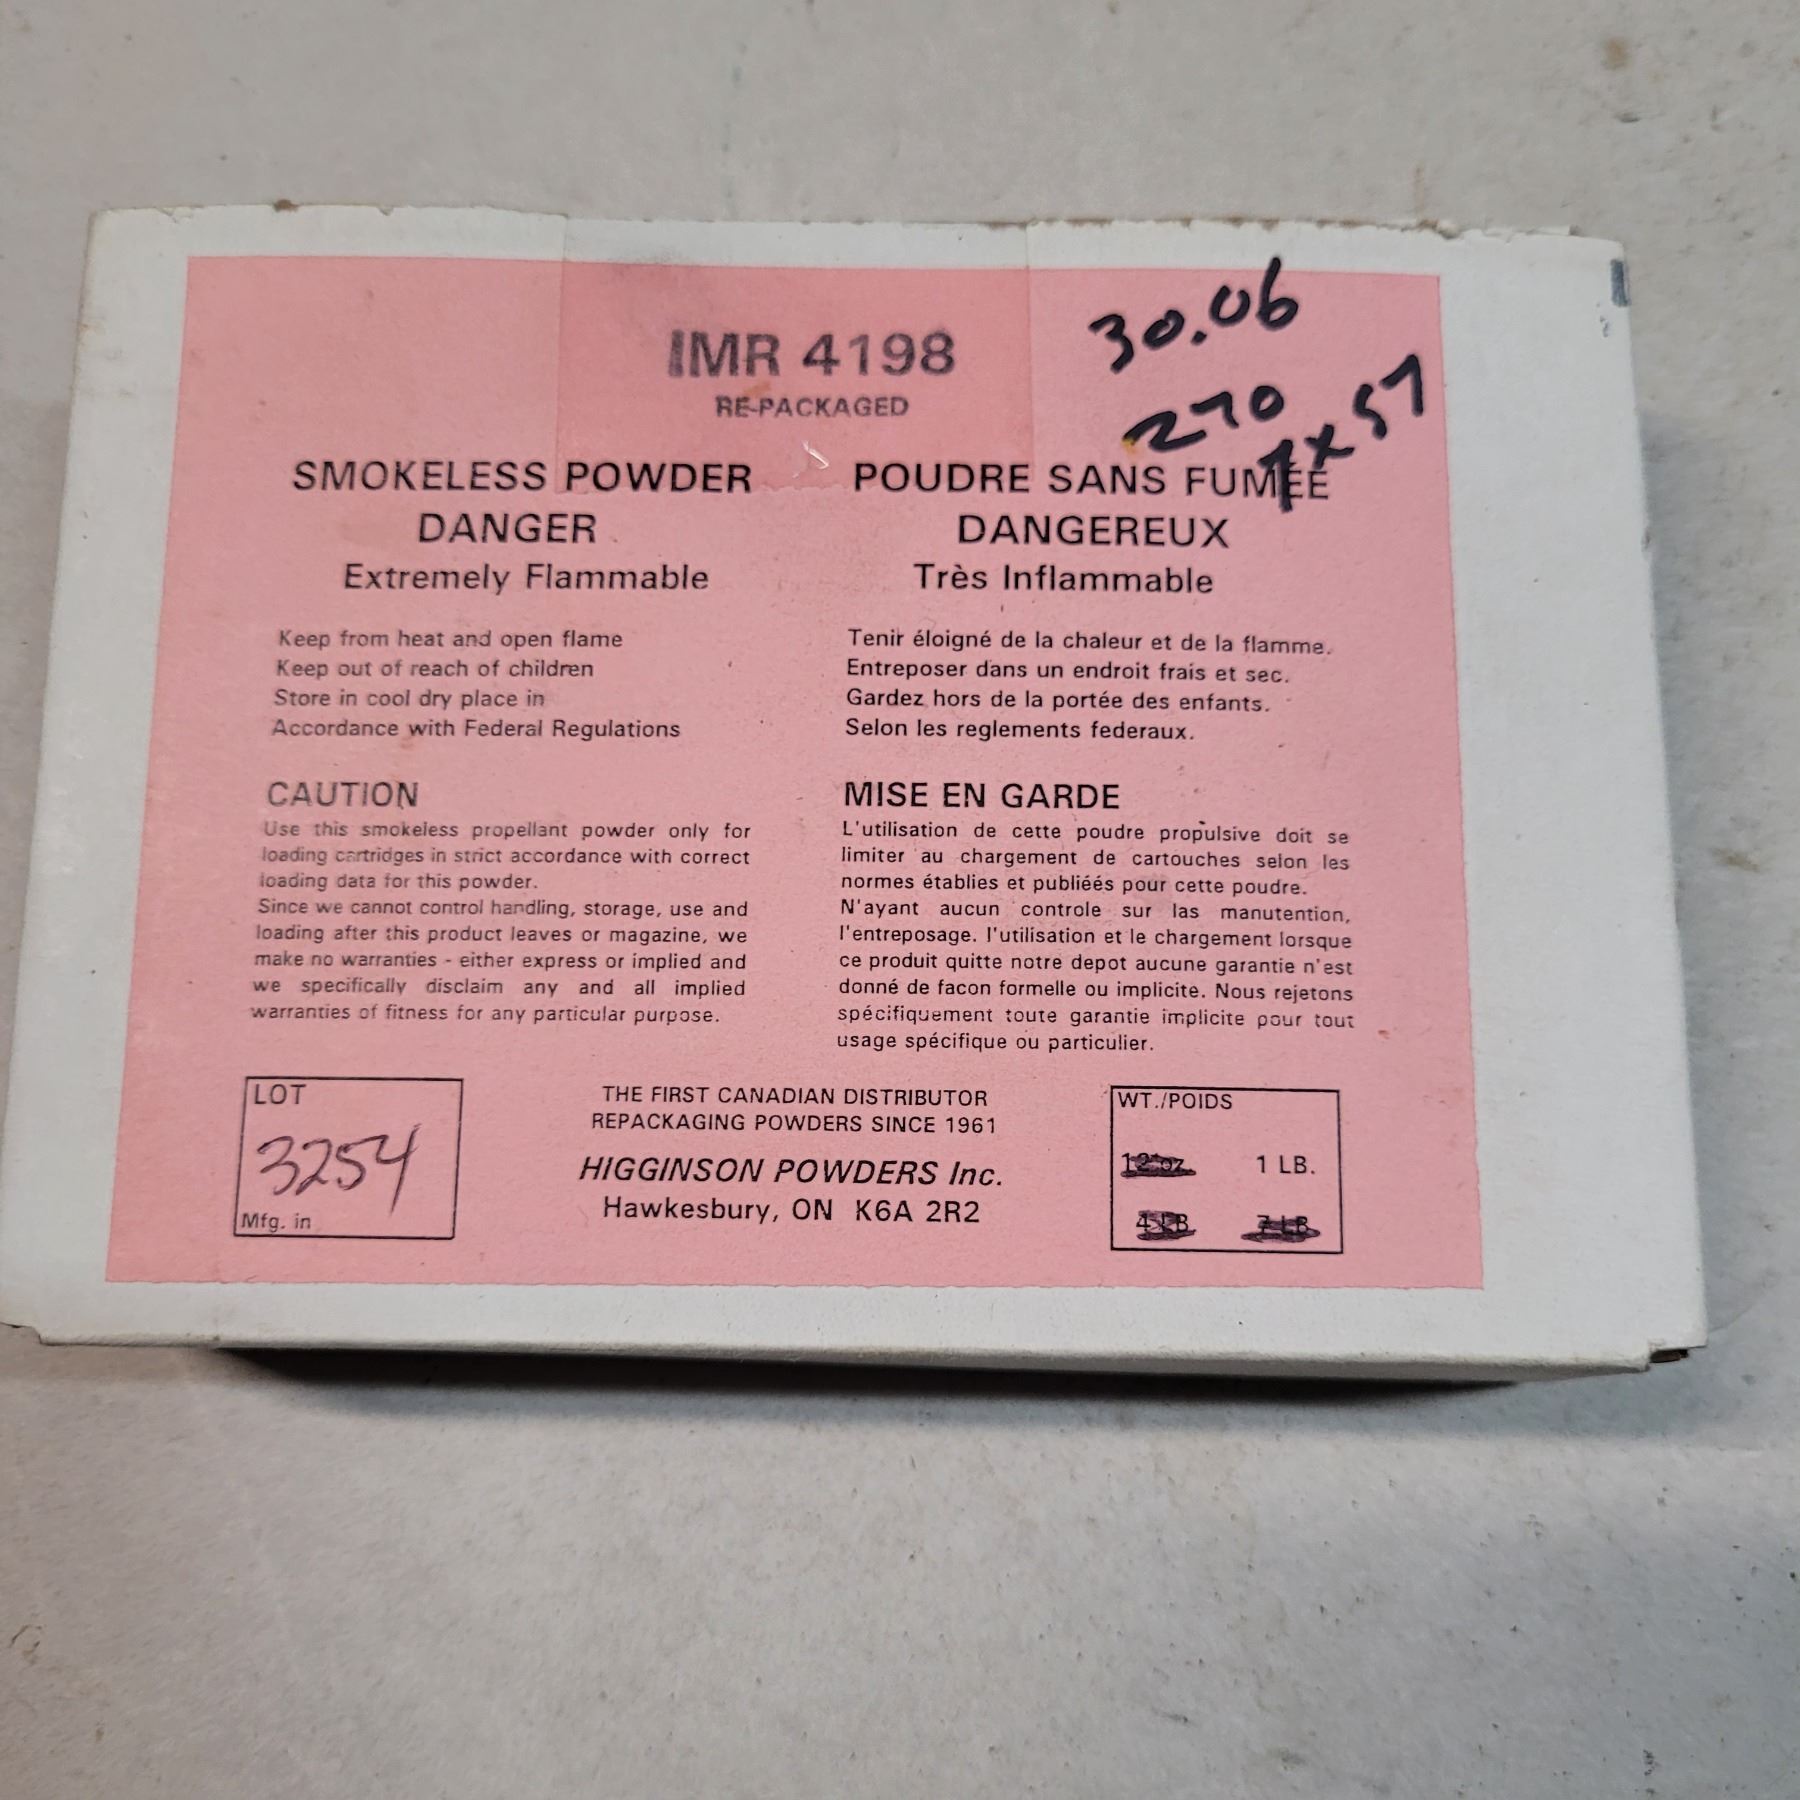 30.06
270
7x57
IMR 4198
RE-PACKAGED
SMOKELESS POWDER
DANGER
Extremely Flammable
Keep from heat and open flame
Keep out of reach of children
Store in cool dry place in
Accordance with Federal Regulations
CAUTION
Use this smokeless propellant powder only for
loading cartridges in strict accordance with correct
loading data for this powder.
Since we cannot control handling, storage, use and
loading after this product leaves or magazine, we
make no warranties - either express or implied and
we specifically disclaim any and all implied
warranties of fitness for any particular purpose.
POUDRE SANS FUMÉE
DANGEREUX
Très Inflammable
Tenir éloigné de la chaleur et de la flamme.
Entreposer dans un endroit frais et sec.
Gardez hors de la portée des enfants.
Selon les reglements federaux.
MISE EN GARDE
L'utilisation de cette poudre propulsive doit se
limiter au chargement de cartouches selon les
normes établies et publiéés pour cette poudre.
N'ayant aucun controle sur las manutention,
l'entreposage. l'utilisation et le chargement lorsque
ce produit quitte notre depot aucune garantie n'est
donné de facon formelle ou implicite. Nous rejetons
spécifiquement toute garantie implicite pour tout
usage spécifique ou particulier.
LOT
3254
Mfg. in
THE FIRST CANADIAN DISTRIBUTOR
REPACKAGING POWDERS SINCE 1961
HIGGINSON POWDERS Inc.
Hawkesbury, ON K6A 2R2
WT./POIDS
12 oz. 1 LB.
4 LB 7 LB